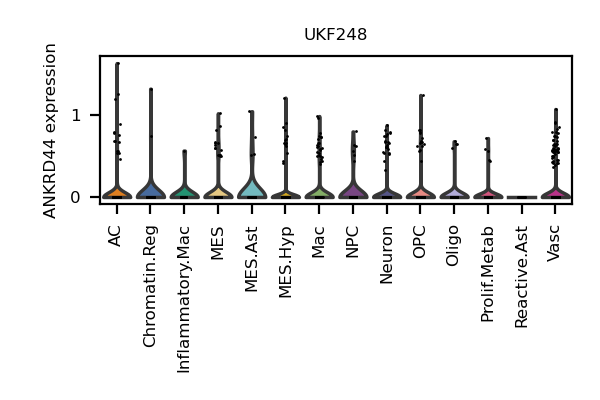 UKF248
ANKRD44 expression
1
0
AC
Chromatin.Reg
Inflammatory.Mac
MES
MES.Ast
MES.Hyp
Mac
NPC
Neuron
OPC
Oligo
Prolif.Metab
Reactive.Ast
Vasc